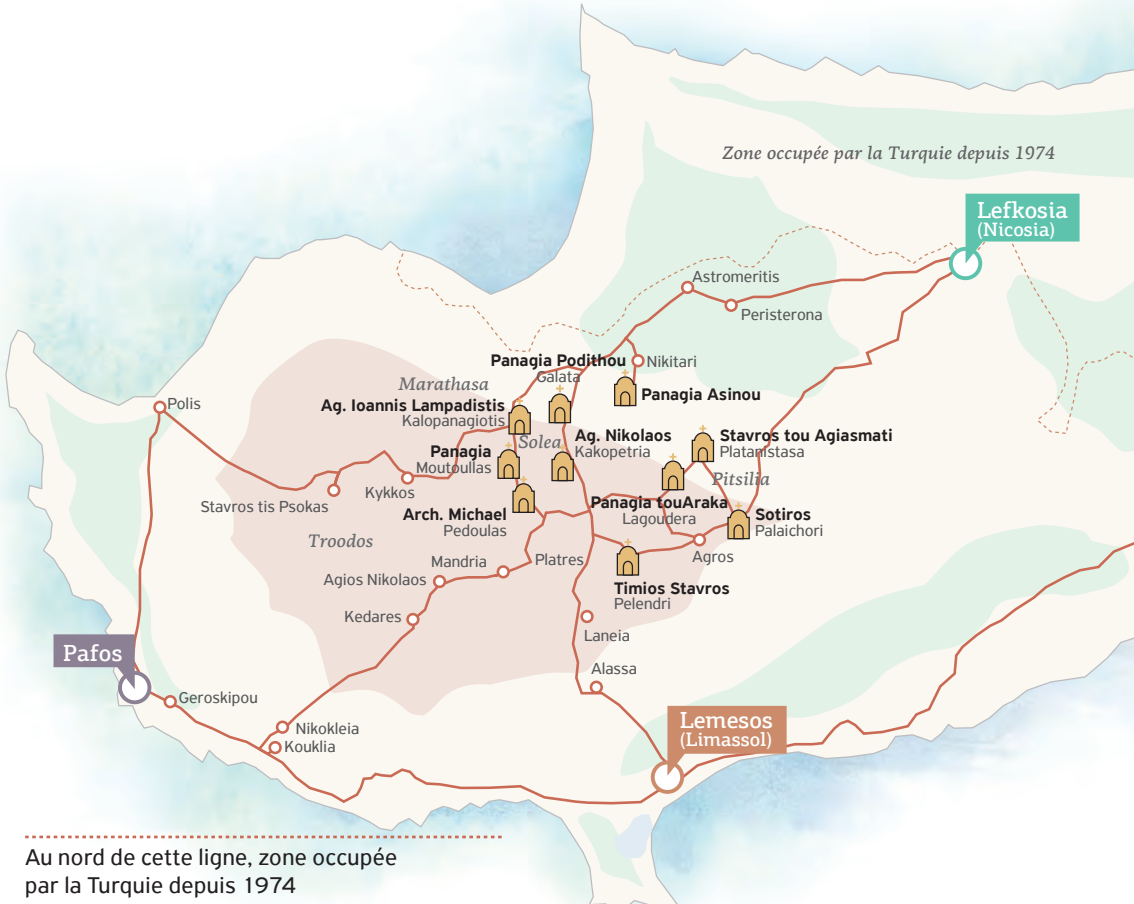 Zone occupée par la Turquie depuis 1974
Lefkosia
(Nicosia)
Astromeritis
Peristerona
Panagia Podithou
Galata
Nikitari
Panagia Asinou
Marathasa
Ag. Ioannis Lampadistis
Kalopanagiotis
Polis
Solea
Ag. Nikolaos
Kakopetria
Stavros tou Agiasmati
Platanistasa
Panagia
Moutoullas
Pitsilia
Kykkos
Stavros tis Psokas
Panagia touAraka
Lagoudera
Arch. Michael
Pedoulas
Sotiros
Palaichori
Troodos
Mandria
Platres
Agros
Agios Nikolaos
Timios Stavros
Pelendri
Kedares
Laneia
Pafos
Alassa
Geroskipou
Lemesos
(Limassol)
Nikokleia
Kouklia
Au nord de cette ligne, zone occupée
par la Turquie depuis 1974